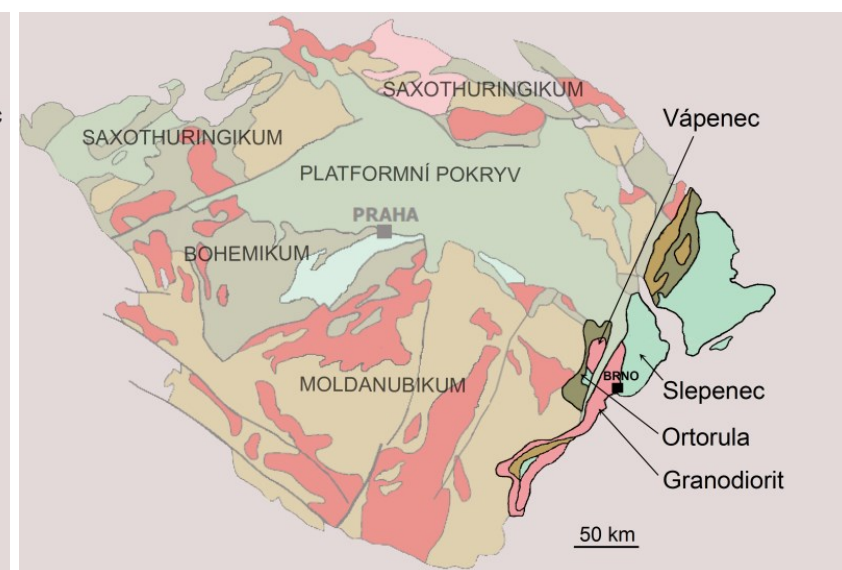 SAXOTHURINGIKUM
Vápenec
SAXOTHURINGIKUM
PLATFORMNÍ POKRYV
PRAHA
BOHEMIKUM
MOLDANUBIKUM
BRNO
Slepenec
Ortorula
Granodiorit
50 km